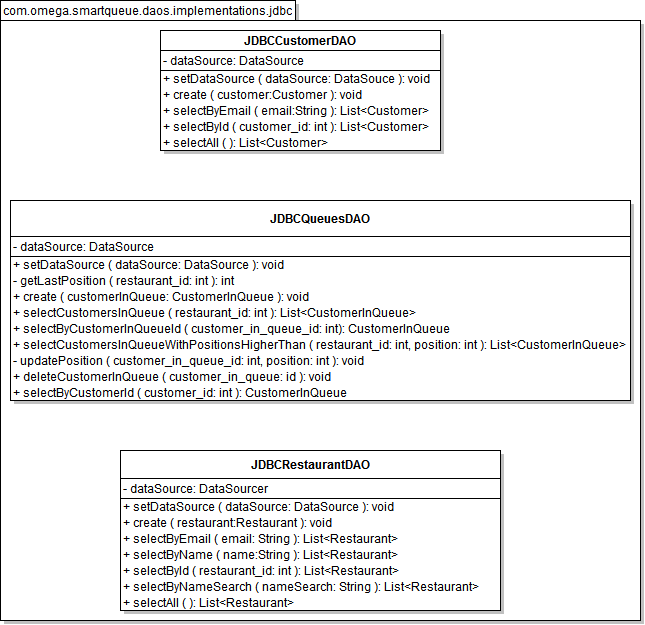 com.omega.smartqueue.daos.implementations.jdbc
JDBCCustomerDAO
- dataSource: DataSource
+ setDataSource ( dataSource: DataSouce ): void
+ create ( customer:Customer ): void
+ selectByEmail ( email:String ): List<Customer>
+ selectById ( customer_id: int ): List<Customer>
+ selectAll ( ): List<Customer>
JDBCQueuesDAO
- dataSource: DataSource
+ setDataSource ( dataSource: DataSource ): void
- getLastPosition ( restaurant_id: int ): int
+ create ( customerInQueue: CustomerInQueue ): void
+ selectCustomersInQueue ( restaurant_id: int ): List<CustomerInQueue>
+ selectByCustomerInQueueId ( customer_in_queue_id: int): CustomerInQueue
+ selectCustomersInQueueWithPositionsHigherThan ( restaurant_id: int, position: int ): List<CustomerInQueue>
- updatePosition ( customer_in_queue_id: int, position: int ): void
+ deleteCustomerInQueue ( customer_in_queue: id ): void
+ selectByCustomerId ( customer_id: int ): CustomerInQueue
JDBCRestaurantDAO
- dataSource: DataSourcer
+ setDataSource ( dataSource: DataSource ): void
+ create ( restaurant:Restaurant ): void
+ selectByEmail ( email: String ): List<Restaurant>
+ selectByName ( name:String ): List<Restaurant>
+ selectById ( restaurant_id: int ): List<Restaurant>
+ selectByNameSearch ( nameSearch: String ): List<Restaurant>
+ selectAll ( ): List<Restaurant>